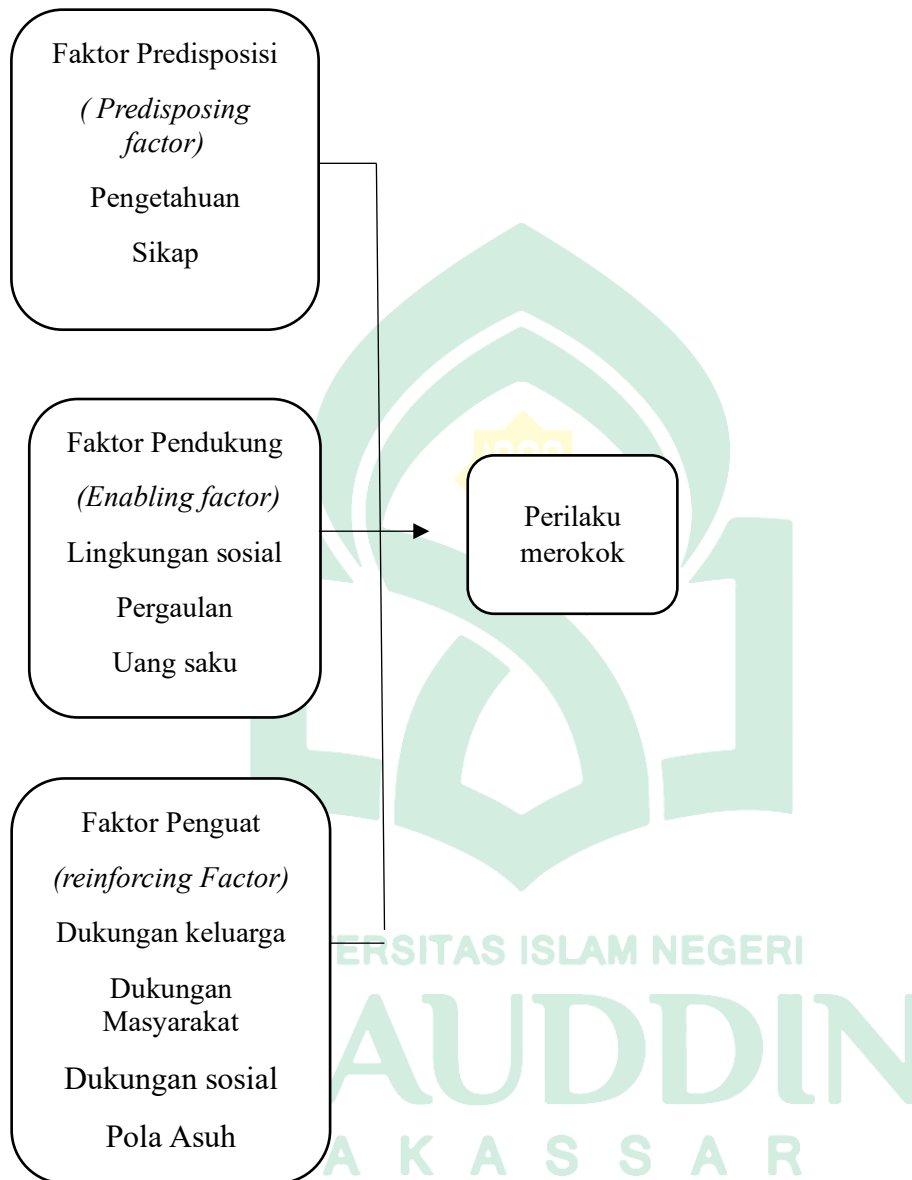 Faktor Predisposisi
( Predisposing
factor)
Pengetahuan
Sikap
Faktor Pendukung
(Enabling factor)
Lingkungan sosial
Pergaulan
Uang saku
Perilaku
merokok
Faktor Penguat
(reinforcing Factor)
Dukungan keluarga
Dukungan
Masyarakat
Dukungan sosial
Pola Asuh
ERSITAS ISLAM NEGERI
AUDDIN
AKASSAR